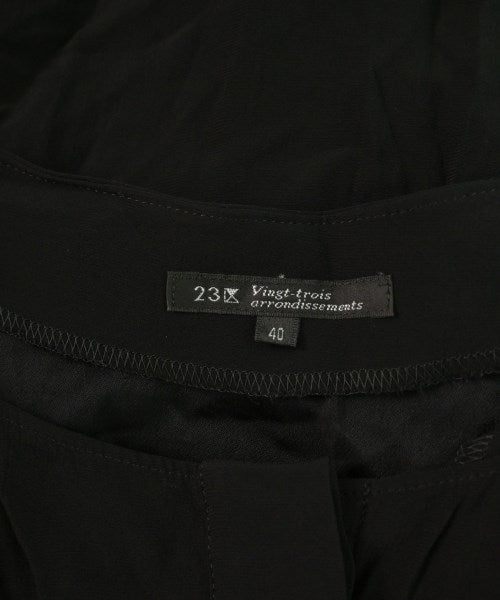 23区 Vingt-trois
arrondissements
40